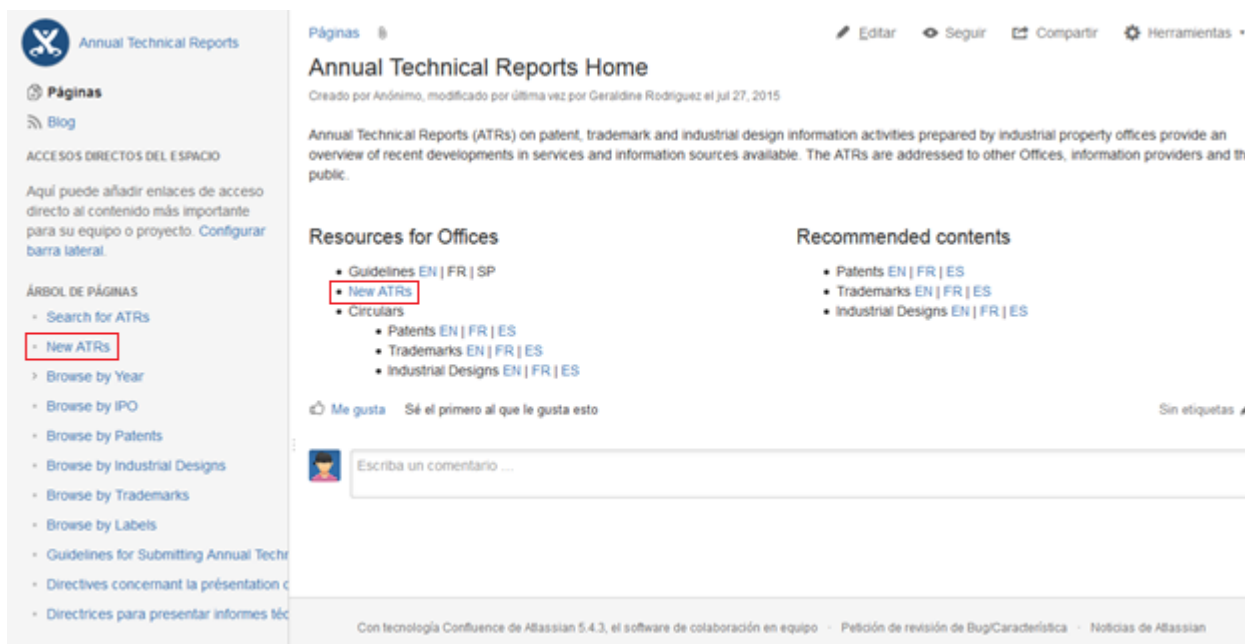 Annual Technical Reports
Páginas
Blog
ACCESOS DIRECTOS DEL ESPACIO
Aquí puede añadir enlaces de acceso
directo al contenido más importante
para su equipo o proyecto. Configurar
barra lateral.
ÁRBOL DE PÁGINAS
Search for ATRs
New ATRs
Browse by Year
Browse by IPO
Browse by Patents
Browse by Industrial Designs
Browse by Trademarks
Browse by Labels
Guidelines for Submitting Annual Techn
Directives concernant la présentation
Directrices para presentar informes téc
Páginas
Editar Seguir Compartir Herramientas
Annual Technical Reports Home
Creado por Anónimo, modificado por última vez por Geraldine Rodriguez el jul 27, 2015
Annual Technical Reports (ATRs) on patent, trademark and industrial design information activities prepared by industrial property offices provide an
overview of recent developments in services and information sources available. The ATRs are addressed to other Offices, information providers and th
public.
Resources for Offices
• Guidelines EN | FR | SP
• New ATRs
• Circulars
• Patents EN | FR | ES
• Trademarks EN | FR | ES
• Industrial Designs EN | FR | ES
Recommended contents
• Patents EN | FR | ES
• Trademarks EN | FR | ES
• Industrial Designs EN | FR | ES
Me gusta Sé el primero al que le gusta esto
Sin etiquetas
Escriba un comentario ...
Con tecnología Confluence de Atlassian 5.4.3, el software de colaboración en equipo · Petición de revisión de Bug/Característica · Noticias de Atlassian